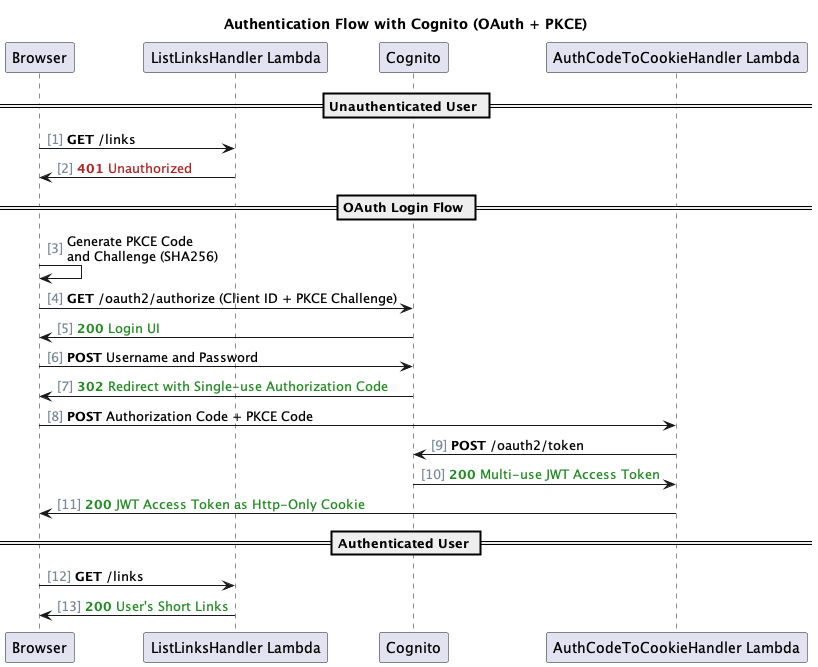 Authentication Flow with Cognito (OAuth + PKCE)
Browser ListLinksHandler Lambda Cognito AuthCodeToCookieHandler Lambda
Unauthenticated User
[1] GET /links
[2] 401 Unauthorized
OAuth Login Flow
[3] Generate PKCE Code
and Challenge (SHA256)
[4] GET /oauth2/authorize (Client ID + PKCE Challenge)
[5] 200 Login UI
[6] POST Username and Password
[7] 302 Redirect with Single-use Authorization Code
[8] POST Authorization Code + PKCE Code
[9] POST /oauth2/token
[10] 200 Multi-use JWT Access Token
[11] 200 JWT Access Token as Http-Only Cookie
Authenticated User
[12] GET /links
[13] 200 User's Short Links
Browser ListLinksHandler Lambda Cognito AuthCodeToCookieHandler Lambda